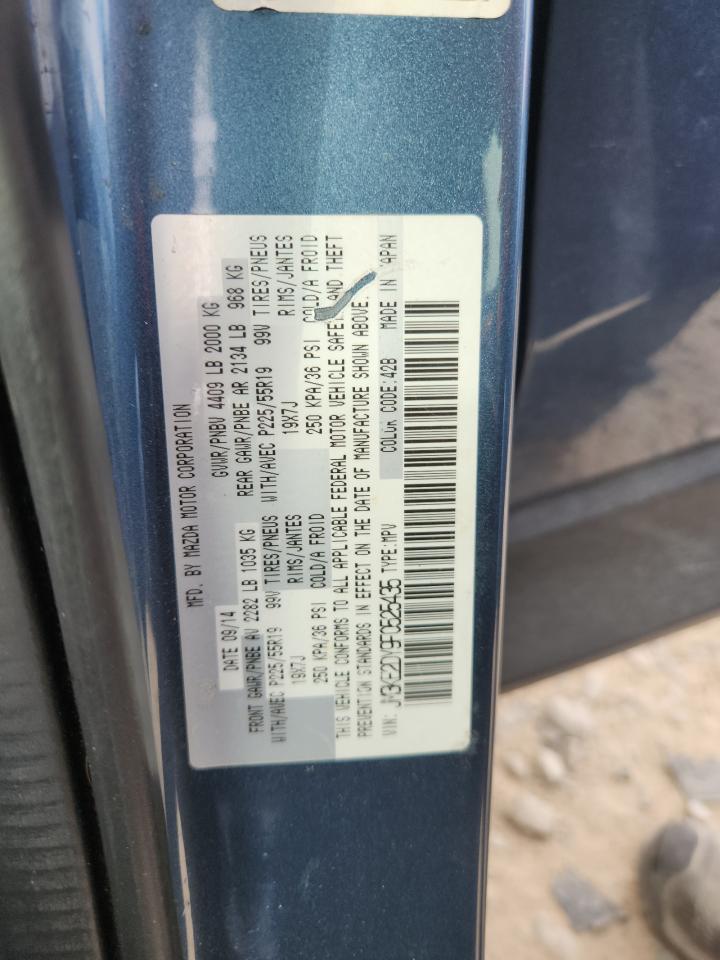 MFD. BY MAZDA MOTOR CORPORATION
DATE 09/14 GVWR/PNBV 4409 LB 2000 KG
FRONT GAWR/PNBE AV 2282 LB 1035 KG REAR GAWR/PNBE AR 2134 LB 968 KG
WITH/AVEC P225/55R19 99V TIRES/PNEUS WITH/AVEC P225/55R19 99V TIRES/PNEUS
19X7J RIMS/JANTES 19X7J RIMS/JANTES
250 KPA/36 PSI COLD/A FROID 250 KPA/36 PSI COLD/A FROID
THIS VEHICLE CONFORMS TO ALL APPLICABLE FEDERAL MOTOR VEHICLE SAFETY AND THEFT
PREVENTION STANDARDS IN EFFECT ON THE DATE OF MANUFACTURE SHOWN ABOVE.
VIN: JM3KE2DY9F0525435 TYPE:MPV COLOR CODE:42B MADE IN JAPAN